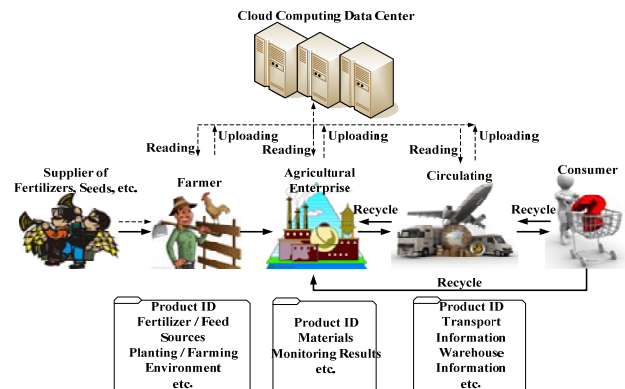 Cloud Computing Data Center
Reading
Uploading
Reading
Uploading
Reading
Uploading
Supplier of
Fertilizers, Seeds, etc.
Farmer
Agricultural
Enterprise
Circulating
Consumer
Recycle
Recycle
Recycle
Product ID
Fertilizer / Feed
Sources
Planting / Farming
Environment
etc.
Product ID
Materials
Monitoring Results
etc.
Product ID
Transport
Information
Warehouse
Information
etc.